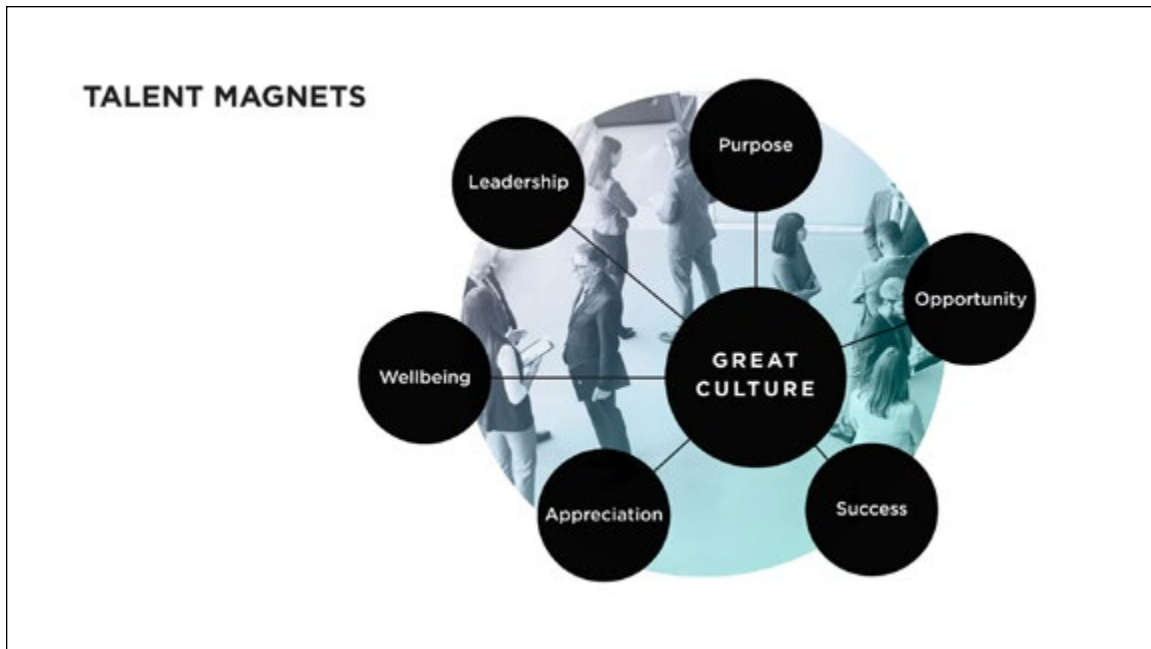 TALENT MAGNETS
Purpose
Leadership
Opportunity
GREAT
CULTURE
Wellbeing
Appreciation
Success